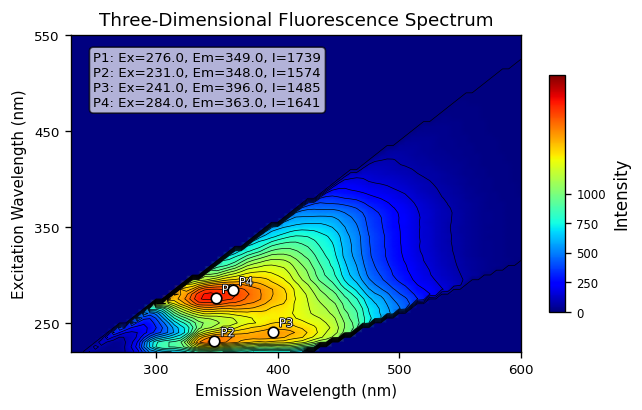 Three-Dimensional Fluorescence Spectrum
P1: Ex=276.0, Em=349.0, I=1739
P2: Ex=231.0, Em=348.0, I=1574
P3: Ex=241.0, Em=396.0, I=1485
P4: Ex=284.0, Em=363.0, I=1641
Excitation Wavelength (nm)
550
450
350
250
P4
P3
P2
300
400
500
600
Emission Wavelength (nm)
1000
750
500
250
0
Intensity